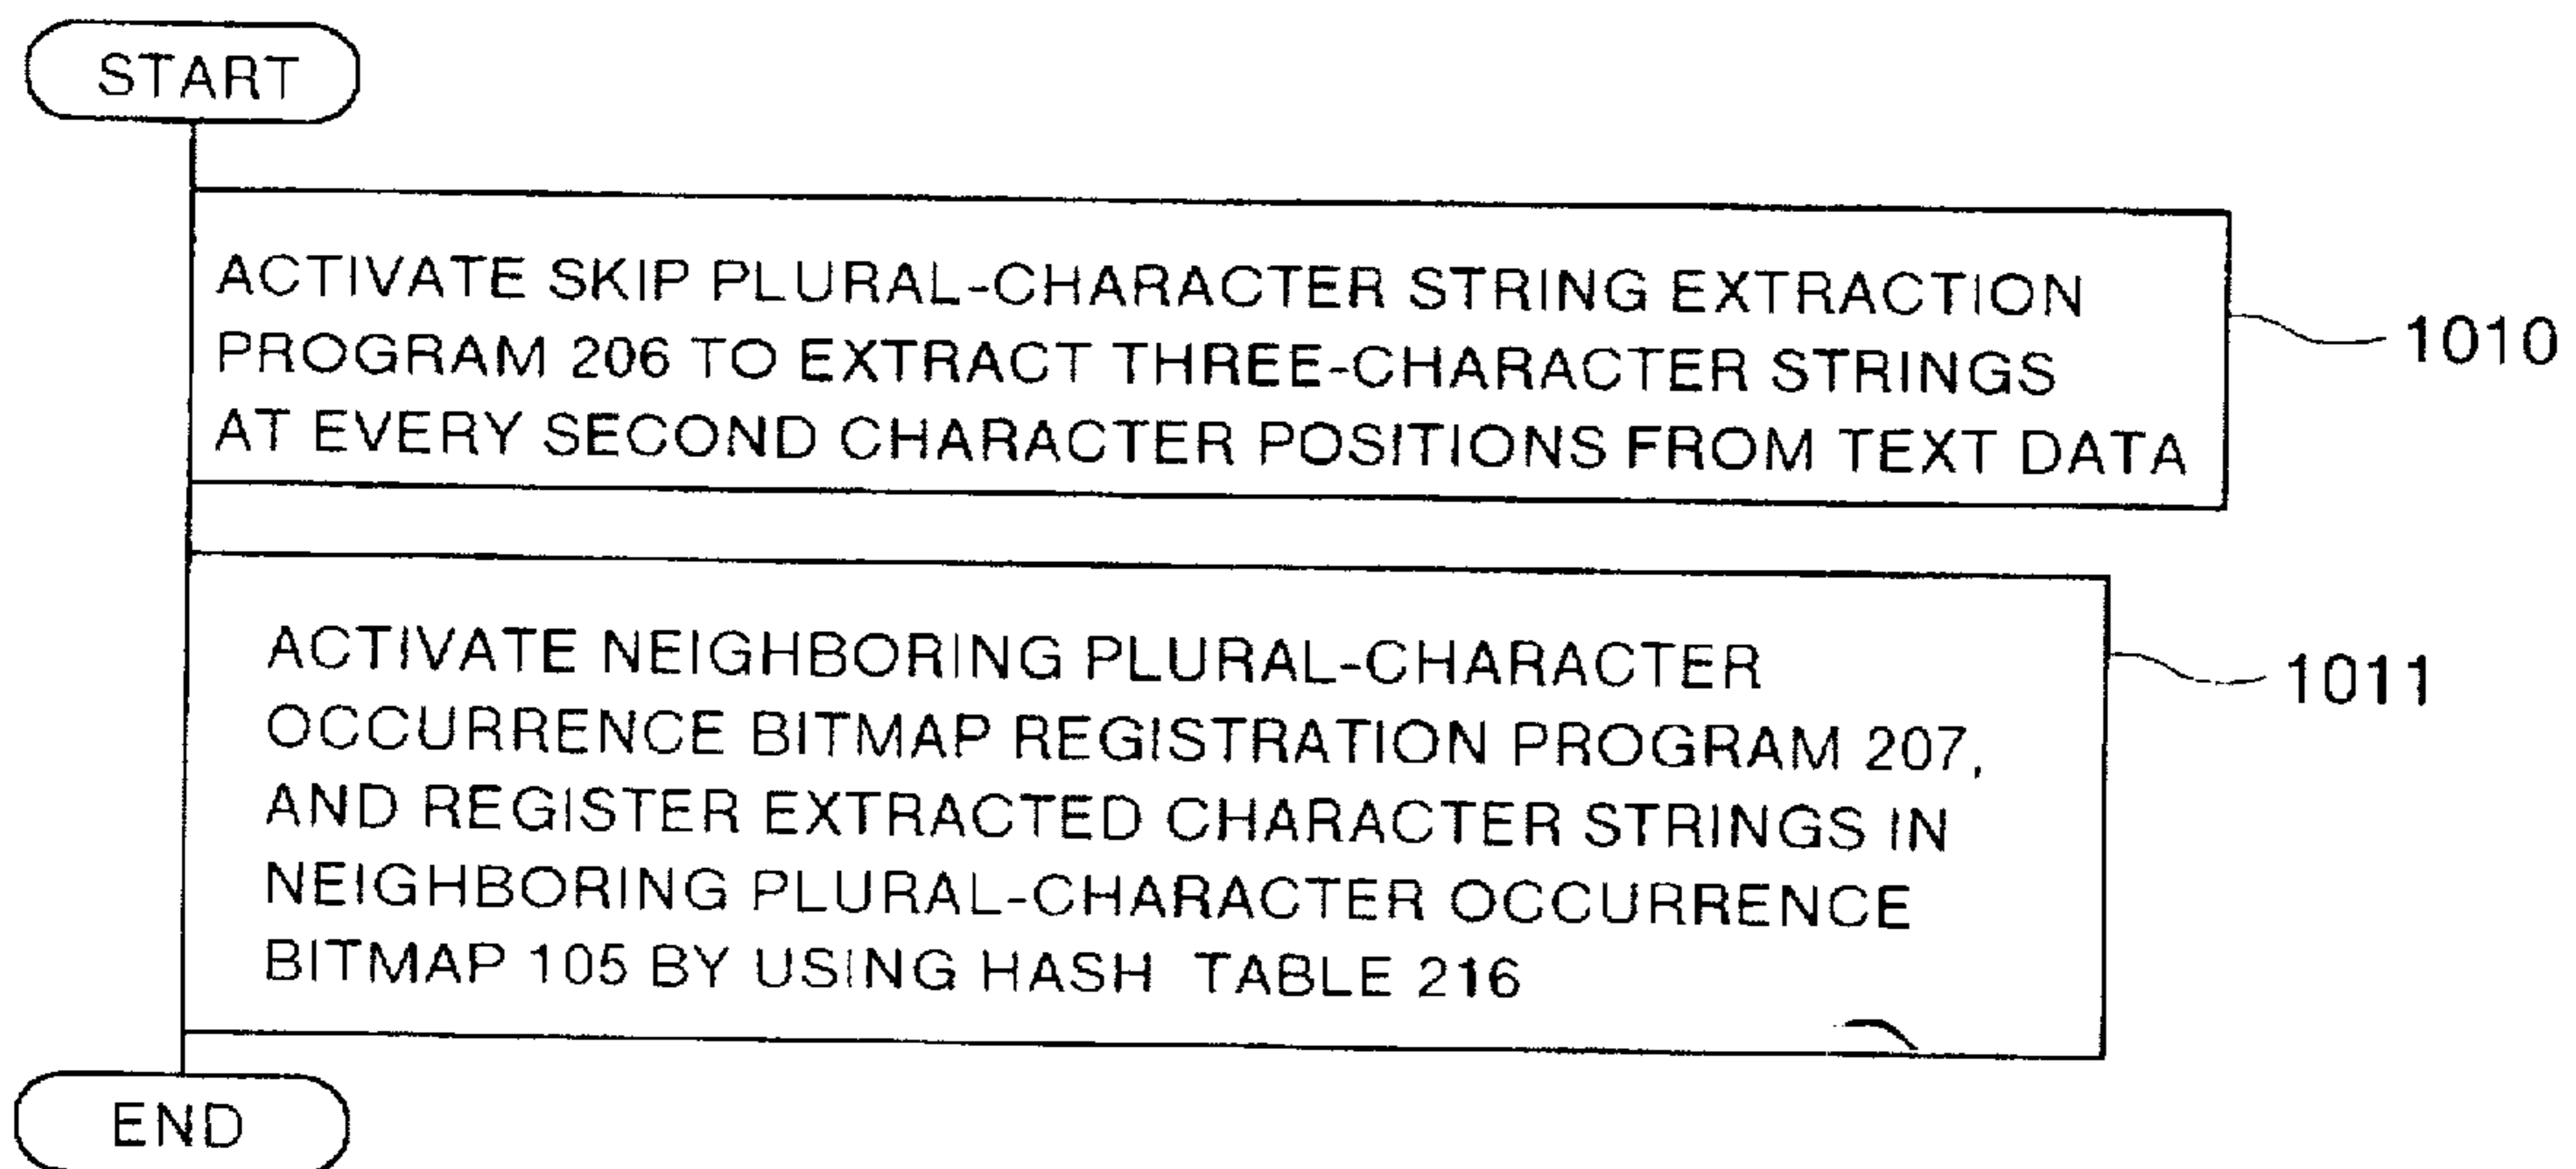 START
ACTIVATE SKIP PLURAL-CHARACTER STRING EXTRACTION
PROGRAM 206 TO EXTRACT THREE-CHARACTER STRINGS
AT EVERY SECOND CHARACTER POSITIONS FROM TEXT DATA
1010
ACTIVATE NEIGHBORING PLURAL-CHARACTER
OCCURRENCE BITMAP REGISTRATION PROGRAM 207,
AND REGISTER EXTRACTED CHARACTER STRINGS IN
NEIGHBORING PLURAL-CHARACTER OCCURRENCE
BITMAP 105 BY USING HASH TABLE 216
1011
END